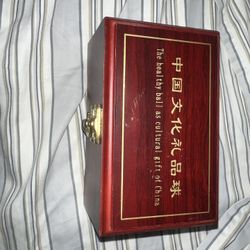 中国文化礼品球
The healthy ball as cultural gift of China